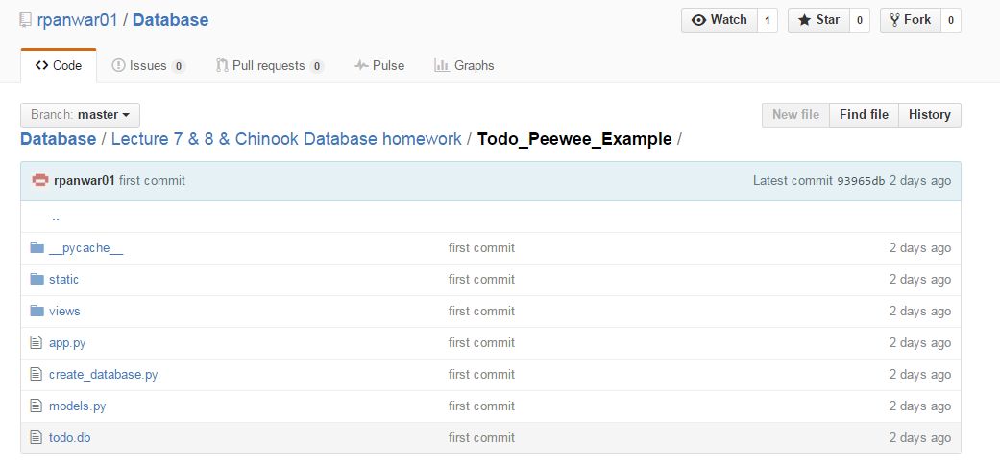 rpanwar01 / Database
Watch 1 Star 0 Fork 0
Code Issues 0 Pull requests 0 Pulse Graphs
Branch: master New file Find file History
Database / Lecture 7 & 8 & Chinook Database homework / Todo_Peewee_Example /
rpanwar01 first commit Latest commit 93965db 2 days ago
..
__pycache__ first commit 2 days ago
static first commit 2 days ago
views first commit 2 days ago
app.py first commit 2 days ago
create_database.py first commit 2 days ago
models.py first commit 2 days ago
todo.db first commit 2 days ago